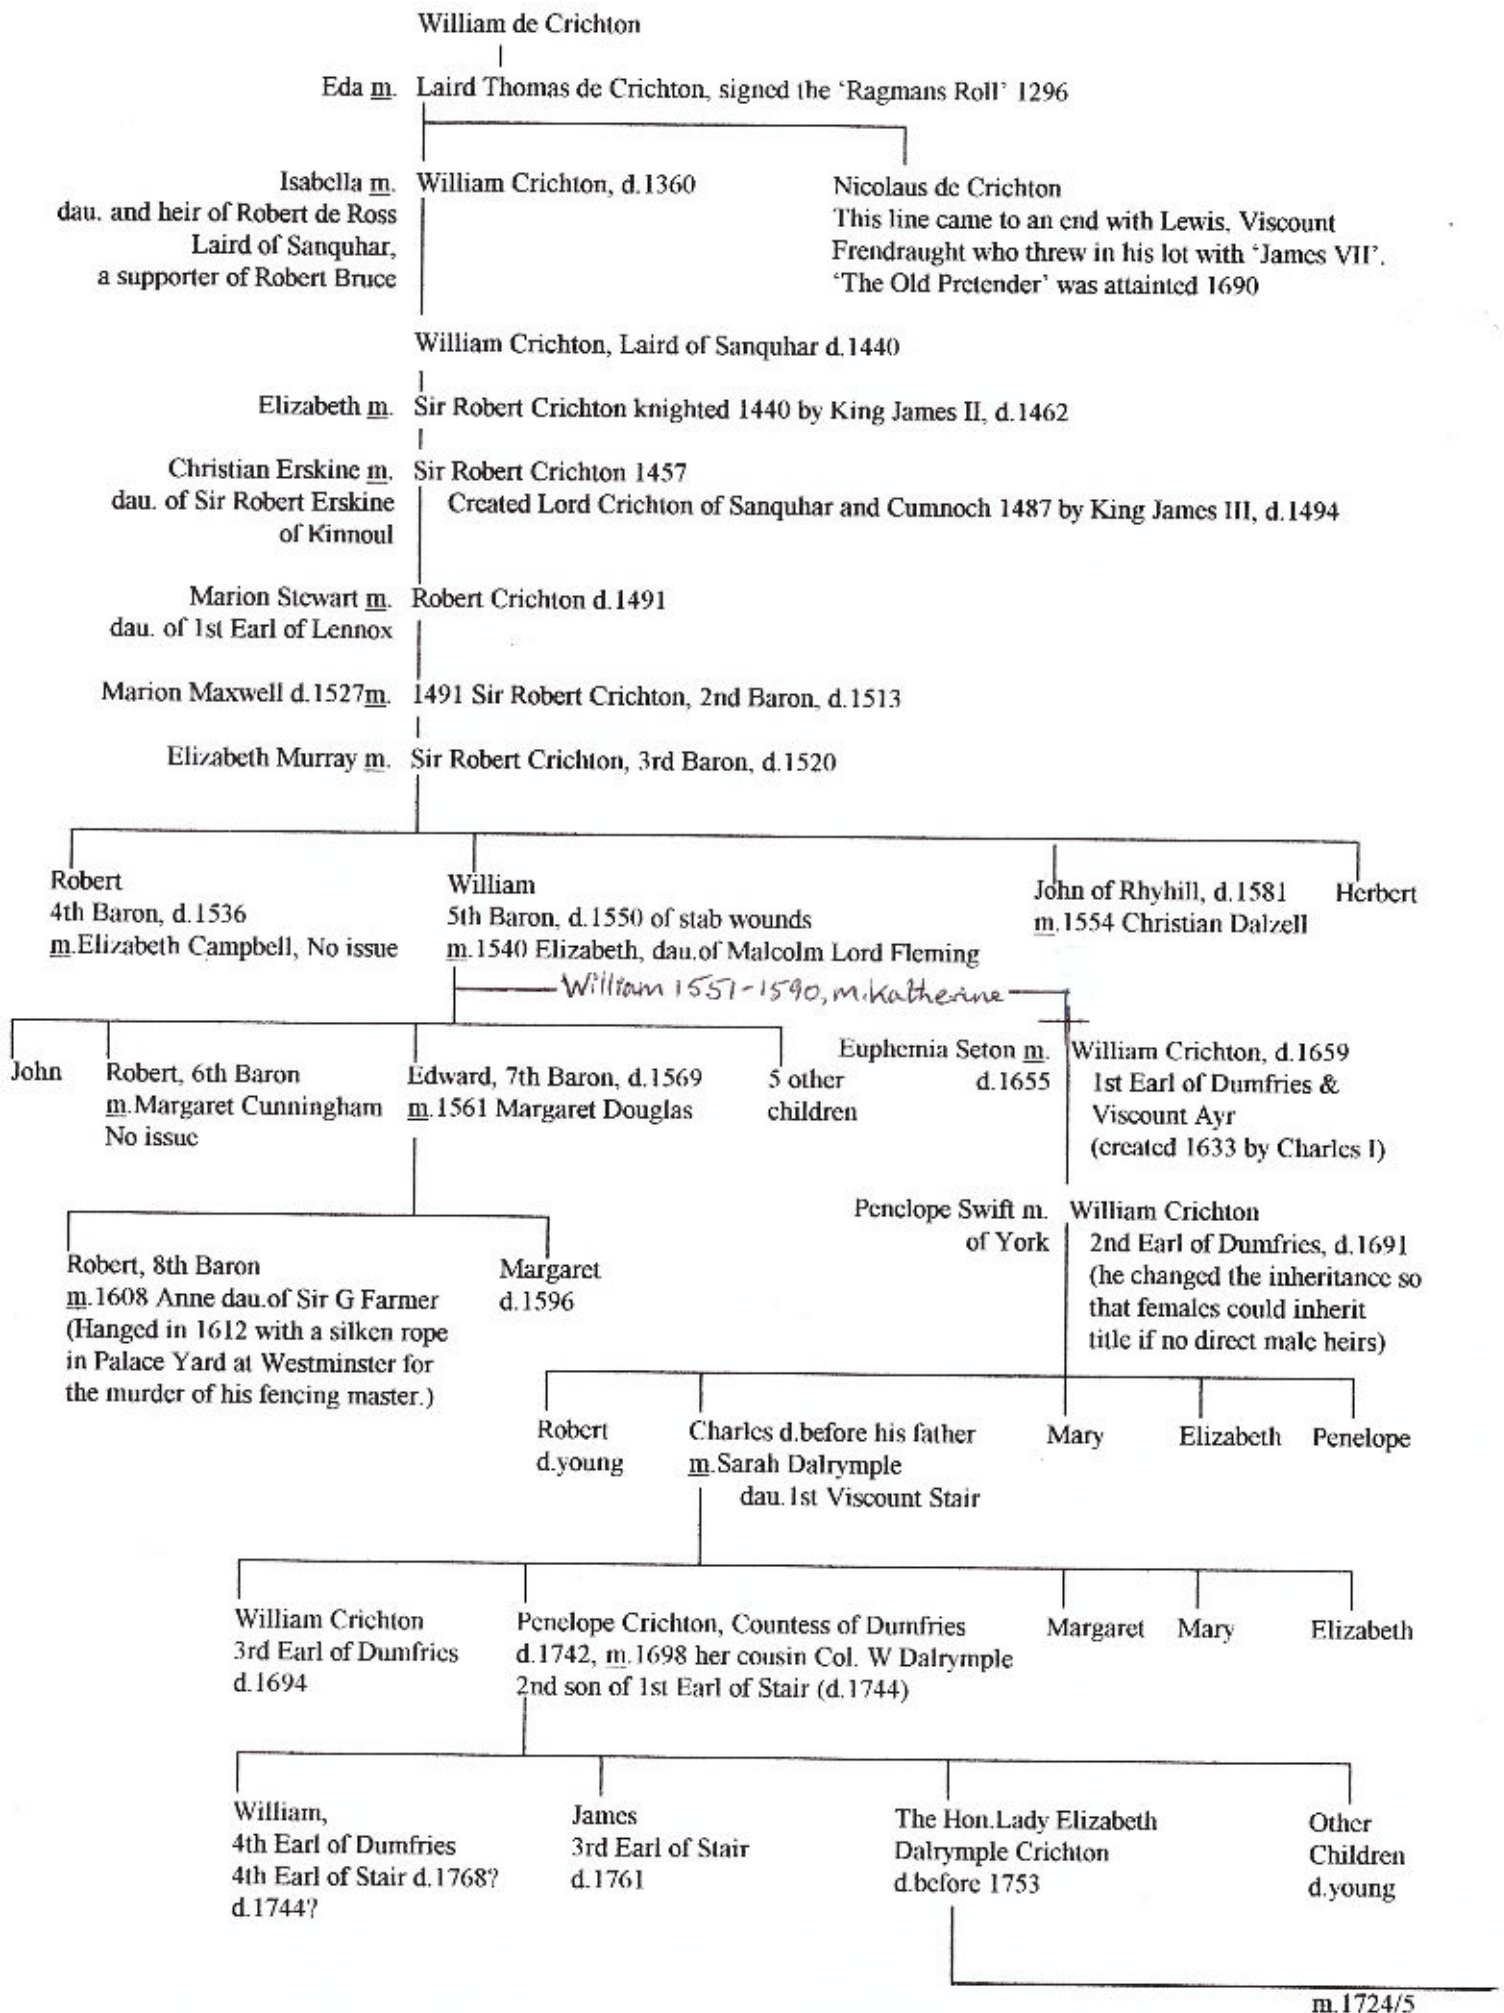 William de Crichton
Eda m. Laird Thomas de Crichton, signed the ‘Ragmans Roll’ 1296
Isabella m. William Crichton, d.1360
dau. and heir of Robert de Ross
Laird of Sanquhar,
a supporter of Robert Bruce
Nicolaus de Crichton
This line came to an end with Lewis, Viscount
Frendraught who threw in his lot with ‘James VII’.
‘The Old Pretender’ was attainted 1690
William Crichton, Laird of Sanquhar d.1440
Elizabeth m. Sir Robert Crichton knighted 1440 by King James II, d.1462
Christian Erskine m. Sir Robert Crichton 1457
dau. of Sir Robert Erskine Created Lord Crichton of Sanquhar and Cumnoch 1487 by King James III, d.1494
of Kinnoul
Marion Stewart m. Robert Crichton d.1491
dau. of 1st Earl of Lennox
Marion Maxwell d.1527m. 1491 Sir Robert Crichton, 2nd Baron, d.1513
Elizabeth Murray m. Sir Robert Crichton, 3rd Baron, d.1520
Robert
4th Baron, d.1536
m.Elizabeth Campbell, No issue
William
5th Baron, d.1550 of stab wounds
m.1540 Elizabeth, dau.of Malcolm Lord Fleming
John of Rhyhill, d.1581
m.1554 Christian Dalzell
Herbert
William 1551-1590, m.Katherine
John
Robert, 6th Baron
m.Margaret Cunningham
No issue
Edward, 7th Baron, d.1569
m.1561 Margaret Douglas
5 other
children
Euphemia Seton m.
d.1655
William Crichton, d.1659
1st Earl of Dumfries &
Viscount Ayr
(created 1633 by Charles I)
Penelope Swift m.
of York
William Crichton
2nd Earl of Dumfries, d.1691
(he changed the inheritance so
that females could inherit
title if no direct male heirs)
Robert, 8th Baron
m.1608 Anne dau.of Sir G Farmer
(Hanged in 1612 with a silken rope
in Palace Yard at Westminster for
the murder of his fencing master.)
Margaret
d.1596
Robert
d.young
Charles d.before his father
m.Sarah Dalrymple
dau.1st Viscount Stair
Mary
Elizabeth
Penelope
William Crichton
3rd Earl of Dumfries
d.1694
Penelope Crichton, Countess of Dumfries
d.1742, m.1698 her cousin Col. W Dalrymple
2nd son of 1st Earl of Stair (d.1744)
Margaret
Mary
Elizabeth
William,
4th Earl of Dumfries
4th Earl of Stair d.1768?
d.1744?
James
3rd Earl of Stair
d.1761
The Hon.Lady Elizabeth
Dalrymple Crichton
d.before 1753
Other
Children
d.young
m.1724/5